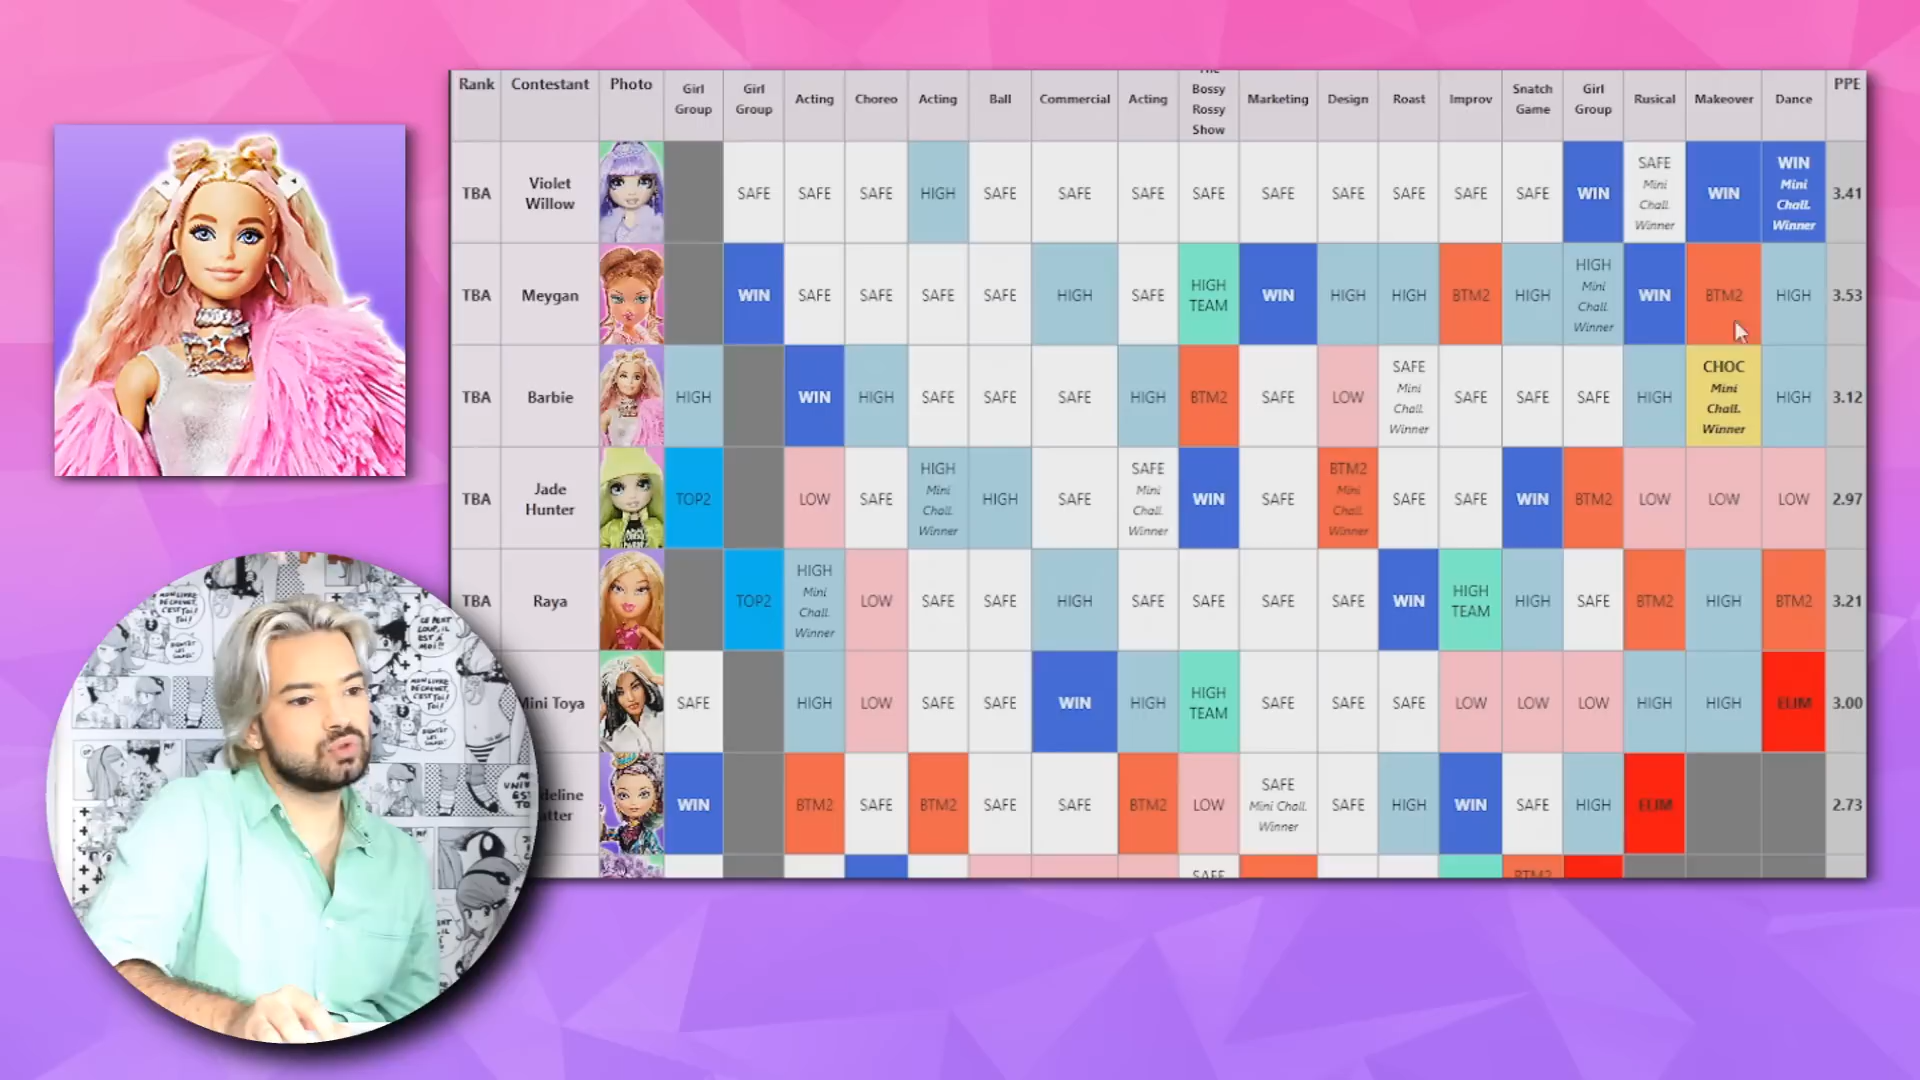 Rank Contestant Photo Girl Group Girl Group Acting Choreo Acting Ball Commercial Acting The Bossy Rossy Show Marketing Design Roast Improv Snatch Game Girl Group Rusical Makeover Dance PPE
TBA Violet Willow SAFE SAFE SAFE HIGH SAFE SAFE SAFE SAFE SAFE SAFE SAFE SAFE SAFE WIN SAFE Mini Chall. Winner WIN WIN Mini Chall. Winner 3.41
TBA Meygan WIN SAFE SAFE SAFE SAFE HIGH SAFE HIGH TEAM WIN HIGH HIGH BTM2 HIGH HIGH Mini Chall. Winner WIN BTM2 HIGH 3.53
TBA Barbie HIGH WIN HIGH SAFE SAFE SAFE HIGH BTM2 SAFE LOW SAFE Mini Chall. Winner SAFE SAFE SAFE HIGH CHOC Mini Chall. Winner HIGH 3.12
TBA Jade Hunter TOP2 LOW SAFE HIGH Mini Chall. Winner HIGH SAFE SAFE Mini Chall. Winner WIN SAFE BTM2 Mini Chall. Winner SAFE SAFE WIN BTM2 LOW LOW LOW 2.97
TBA Raya TOP2 HIGH Mini Chall. Winner LOW SAFE SAFE HIGH SAFE SAFE SAFE SAFE WIN HIGH TEAM HIGH SAFE BTM2 HIGH BTM2 3.21
Mini Toya SAFE HIGH LOW SAFE SAFE WIN HIGH HIGH TEAM SAFE SAFE SAFE LOW LOW LOW HIGH HIGH ELIM 3.00
deline atter WIN BTM2 SAFE BTM2 SAFE SAFE BTM2 LOW SAFE Mini Chall. Winner SAFE HIGH WIN SAFE HIGH ELIM 2.73
SAFE BTM2